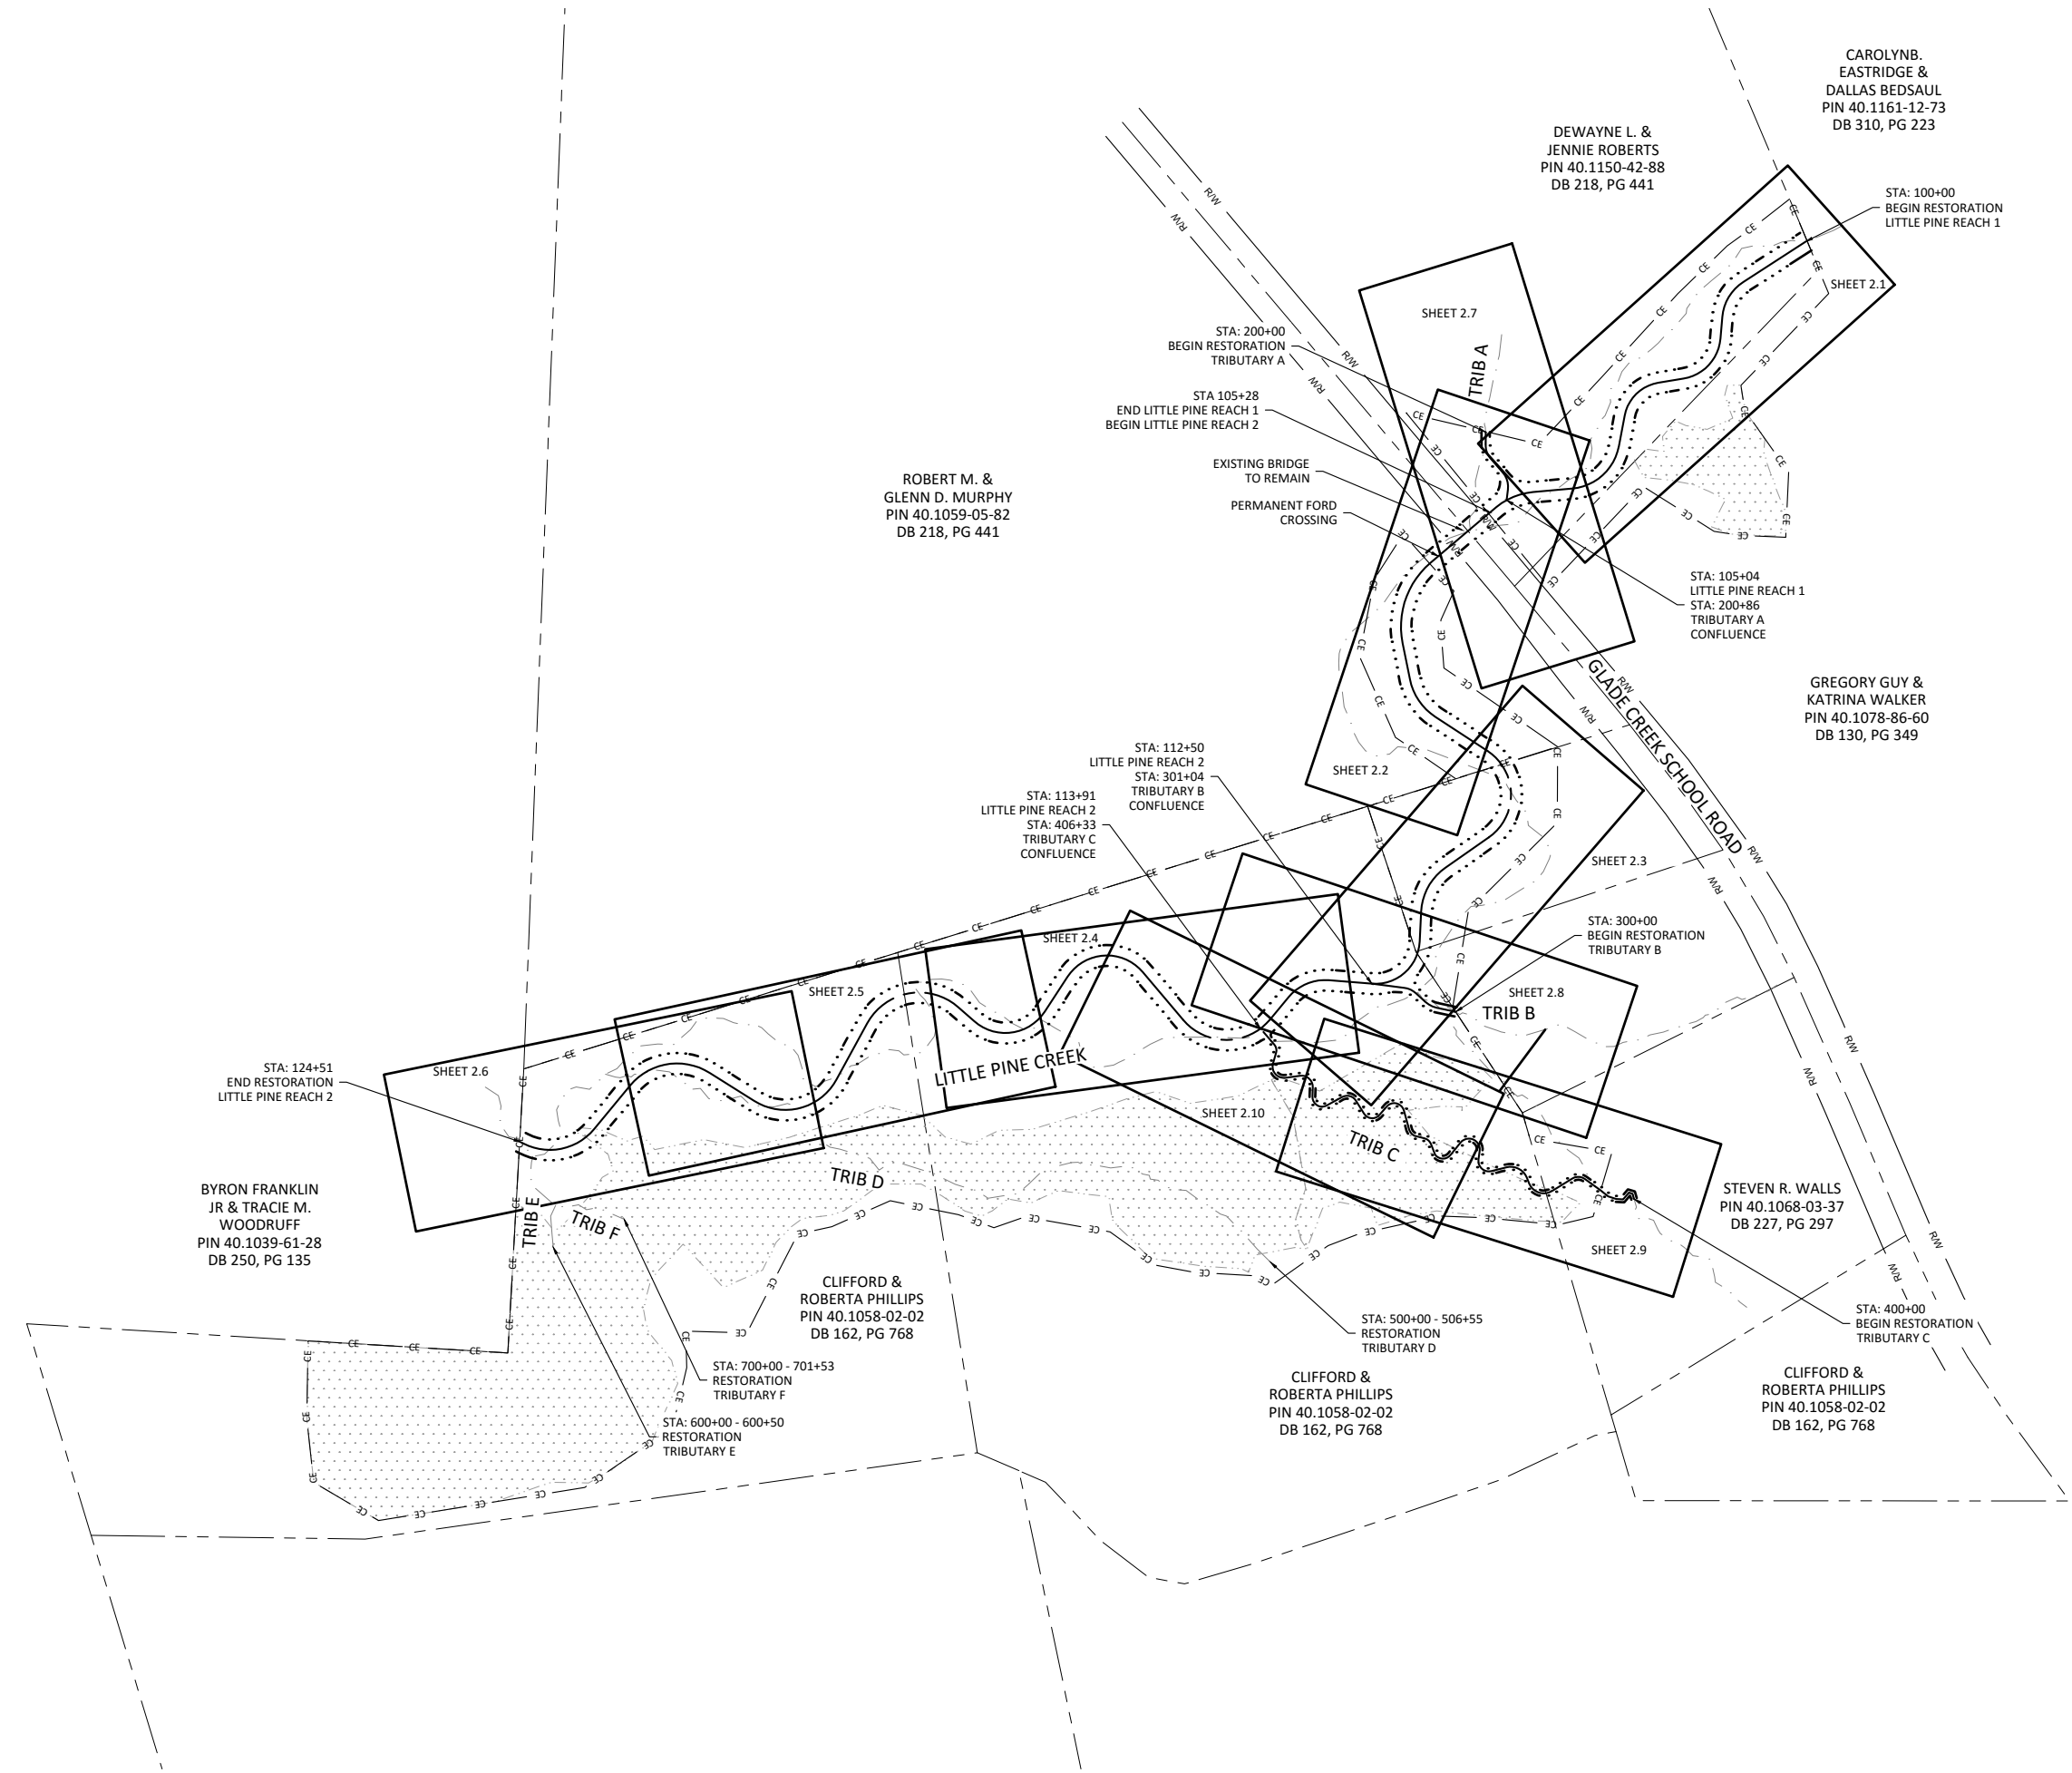 CAROLYNB.
EASTRIDGE &
DALLAS BEDSAUL
PIN 40.1161-12-73
DB 310, PG 223
DEWAYNE L. &
JENNIE ROBERTS
PIN 40.1150-42-88
DB 218, PG 441
STA: 100+00
BEGIN RESTORATION
LITTLE PINE REACH 1
SHEET 2.1
SHEET 2.7
TRIB A
STA: 200+00
BEGIN RESTORATION
TRIBUTARY A
STA 105+28
END LITTLE PINE REACH 1
BEGIN LITTLE PINE REACH 2
EXISTING BRIDGE
TO REMAIN
PERMANENT FORD
CROSSING
ROBERT M. &
GLENN D. MURPHY
PIN 40.1059-05-82
DB 218, PG 441
STA: 105+04
LITTLE PINE REACH 1
STA: 200+86
TRIBUTARY A
CONFLUENCE
GLADE CREEK SCHOOL ROAD
GREGORY GUY &
KATRINA WALKER
PIN 40.1078-86-60
DB 130, PG 349
SHEET 2.2
STA: 112+50
LITTLE PINE REACH 2
STA: 301+04
TRIBUTARY B
CONFLUENCE
STA: 113+91
LITTLE PINE REACH 2
STA: 406+33
TRIBUTARY C
CONFLUENCE
SHEET 2.3
STA: 300+00
BEGIN RESTORATION
TRIBUTARY B
SHEET 2.4
SHEET 2.5
SHEET 2.8
TRIB B
LITTLE PINE CREEK
SHEET 2.6
STA: 124+51
END RESTORATION
LITTLE PINE REACH 2
SHEET 2.10
TRIB C
TRIB D
TRIB E
TRIB F
BYRON FRANKLIN
JR & TRACIE M.
WOODRUFF
PIN 40.1039-61-28
DB 250, PG 135
STEVEN R. WALLS
PIN 40.1068-03-37
DB 227, PG 297
SHEET 2.9
CLIFFORD &
ROBERTA PHILLIPS
PIN 40.1058-02-02
DB 162, PG 768
STA: 500+00 - 506+55
RESTORATION
TRIBUTARY D
STA: 400+00
BEGIN RESTORATION
TRIBUTARY C
STA: 700+00 - 701+53
RESTORATION
TRIBUTARY F
CLIFFORD &
ROBERTA PHILLIPS
PIN 40.1058-02-02
DB 162, PG 768
CLIFFORD &
ROBERTA PHILLIPS
PIN 40.1058-02-02
DB 162, PG 768
STA: 600+00 - 600+50
RESTORATION
TRIBUTARY E
R/W
CE